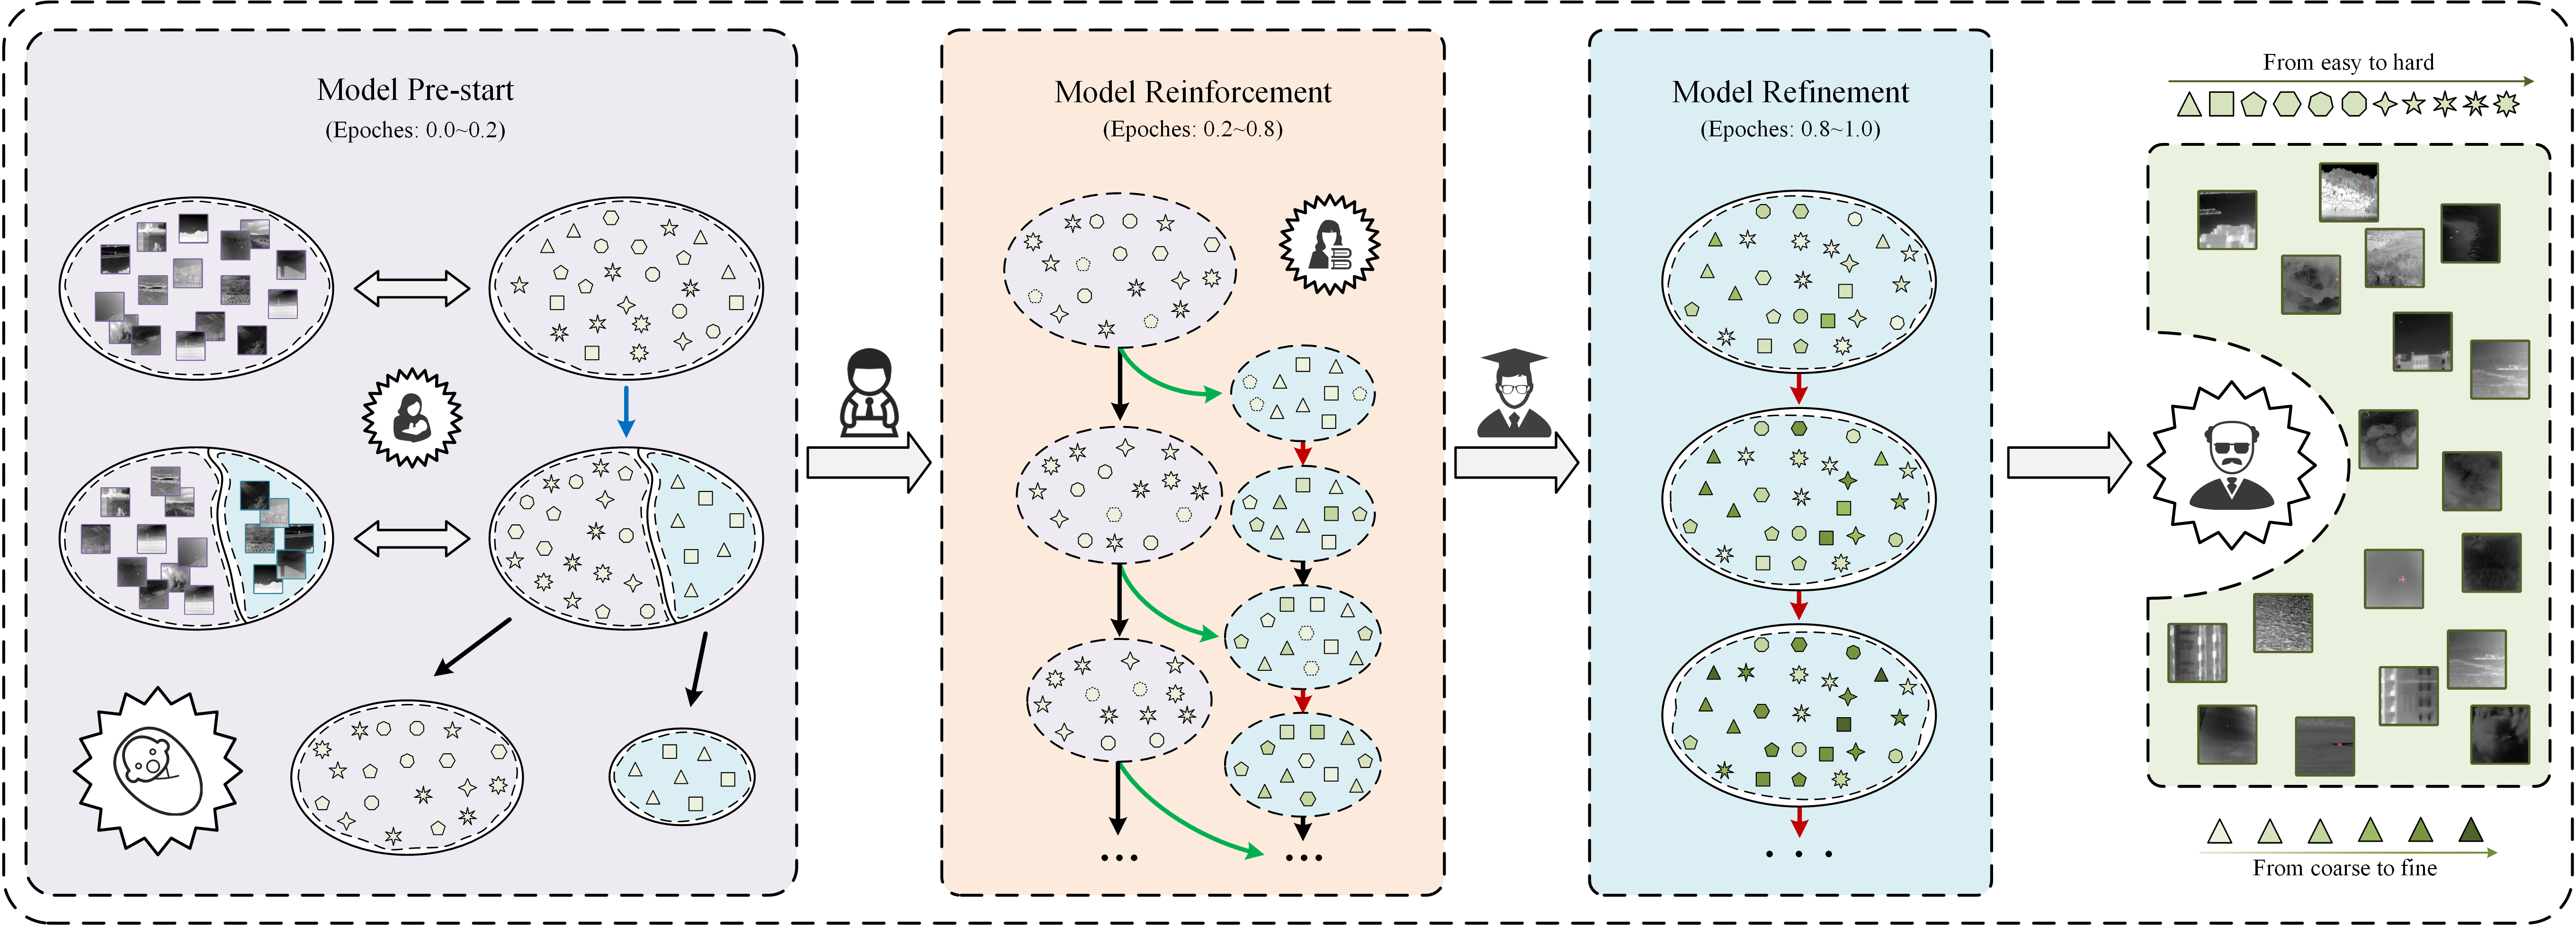 Model Pre-start
(Epoches: 0.0~0.2)
Model Reinforcement
(Epoches: 0.2~0.8)
Model Refinement
(Epoches: 0.8~1.0)
From easy to hard
From coarse to fine